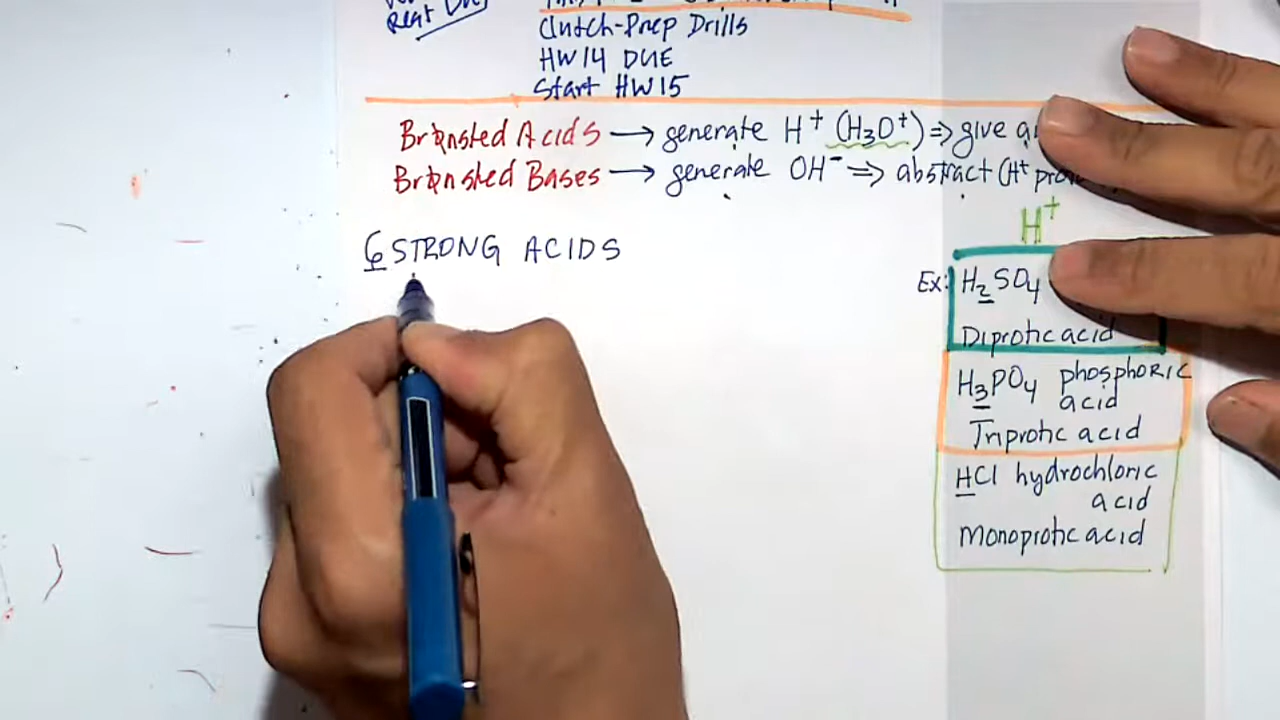 Clutch-Prep Drills
HW14 DUE
Start HW15
Brønsted Acids → generate H⁺ (H₃O⁺) ⇒ give a
Brønsted Bases → generate OH⁻ ⇒ abstract (H⁺
6 STRONG ACIDS
H⁺
Ex: H₂SO₄
Diprotic acid
H₃PO₄ phosphoric
acid
Triprotic acid
HCl hydrochloric
acid
Monoprotic acid